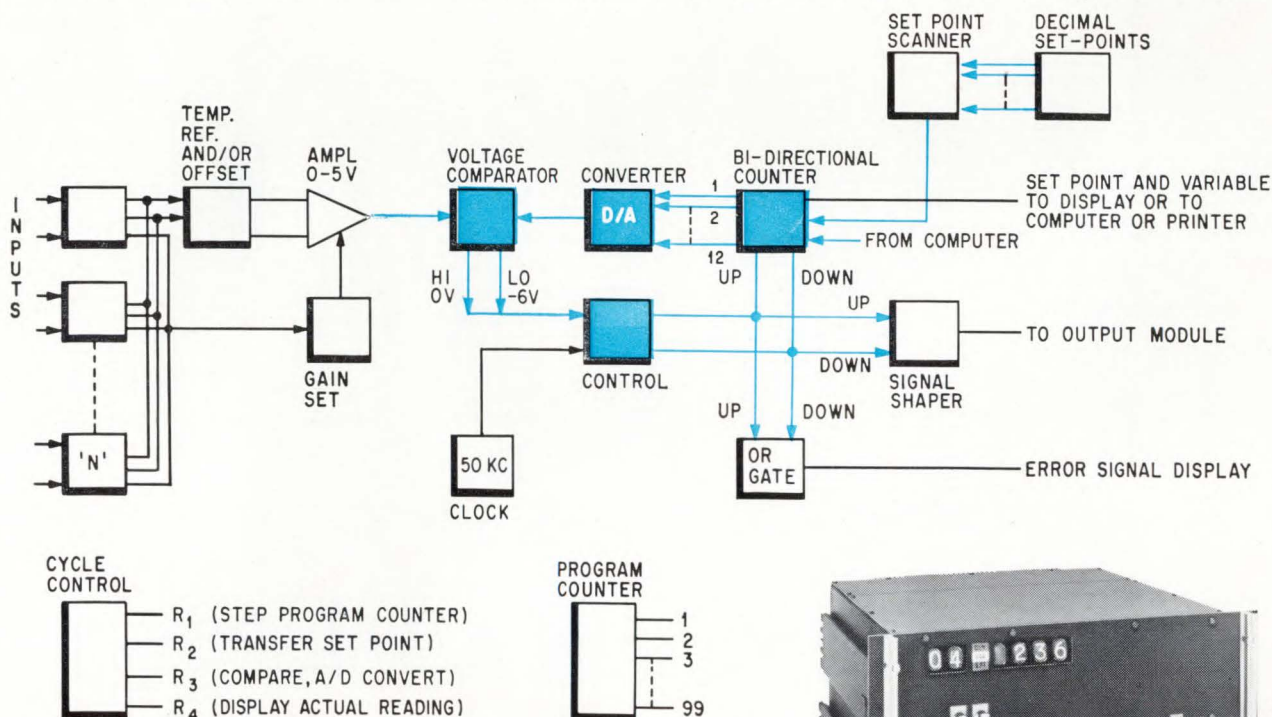 SET POINT
SCANNER
DECIMAL
SET-POINTS
TEMP.
REF.
AND/OR
OFFSET
AMPL
0-5V
VOLTAGE
COMPARATOR
CONVERTER
BI-DIRECTIONAL
COUNTER
INPUTS
D/A
1
2
12
SET POINT AND VARIABLE
TO DISPLAY OR TO
COMPUTER OR PRINTER
FROM COMPUTER
HI
0V
LO
-6V
UP
DOWN
UP
DOWN
TO OUTPUT MODULE
GAIN
SET
CONTROL
SIGNAL
SHAPER
UP
DOWN
'N'
50 KC
CLOCK
OR
GATE
ERROR SIGNAL DISPLAY
CYCLE
CONTROL
R1 (STEP PROGRAM COUNTER)
R2 (TRANSFER SET POINT)
R3 (COMPARE, A/D CONVERT)
R4 (DISPLAY ACTUAL READING)
PROGRAM
COUNTER
1
2
3
99
04 1236